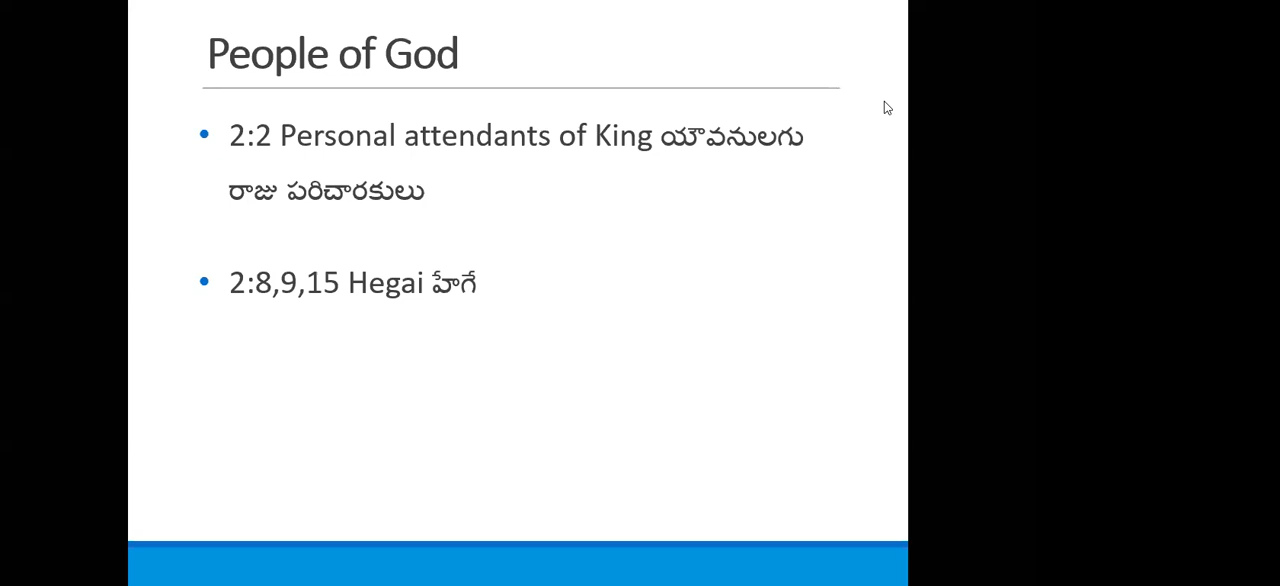 People of God
• 2:2 Personal attendants of King యౌవనులగు
రాజు పరిచారకులు
• 2:8,9,15 Hegai హేగే